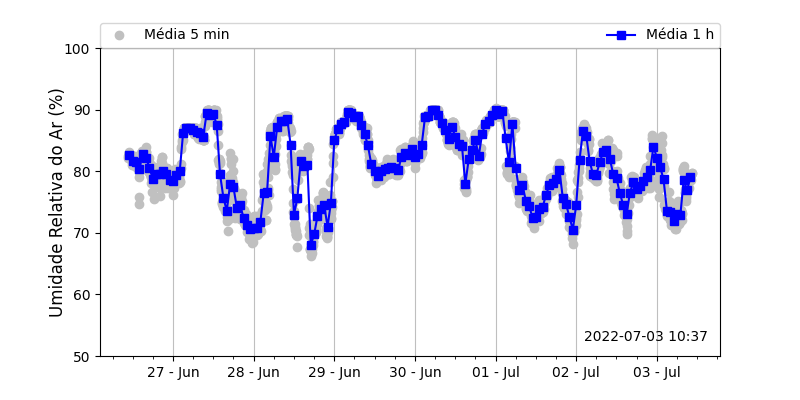 Média 5 min
Média 1 h
Umidade Relativa do Ar (%)
100
90
80
70
60
50
2022-07-03 10:37
27 - Jun
28 - Jun
29 - Jun
30 - Jun
01 - Jul
02 - Jul
03 - Jul